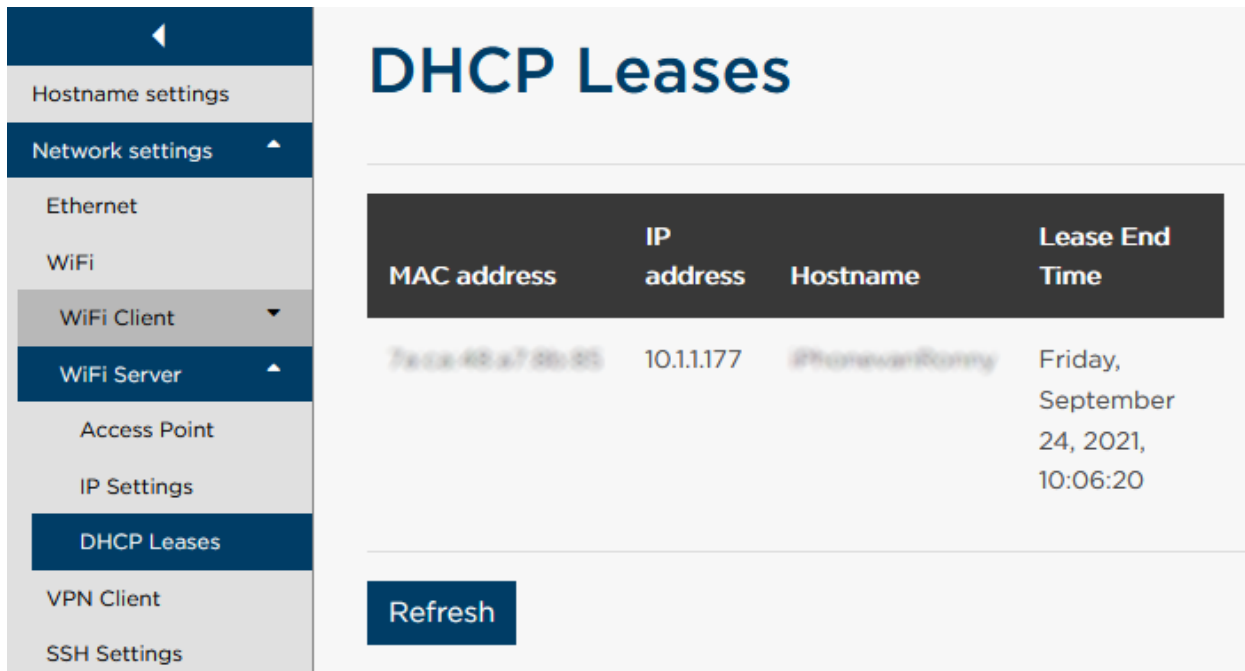 Hostname settings
Network settings
Ethernet
WiFi
WiFi Client
WiFi Server
Access Point
IP Settings
DHCP Leases
VPN Client
SSH Settings
DHCP Leases
MAC address
IP
address
Hostname
Lease End
Time
10.1.1.177
Friday,
September
24, 2021,
10:06:20
Refresh